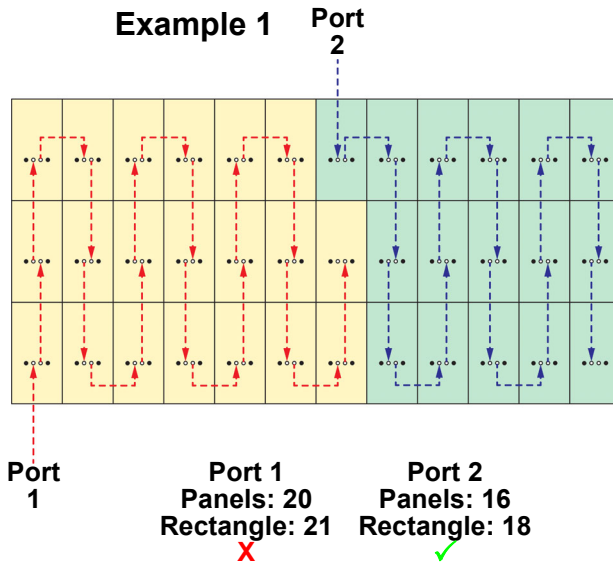 Example 1
Port
2
Port
1
Port 1
Panels: 20
Rectangle: 21
X
Port 2
Panels: 16
Rectangle: 18
✓